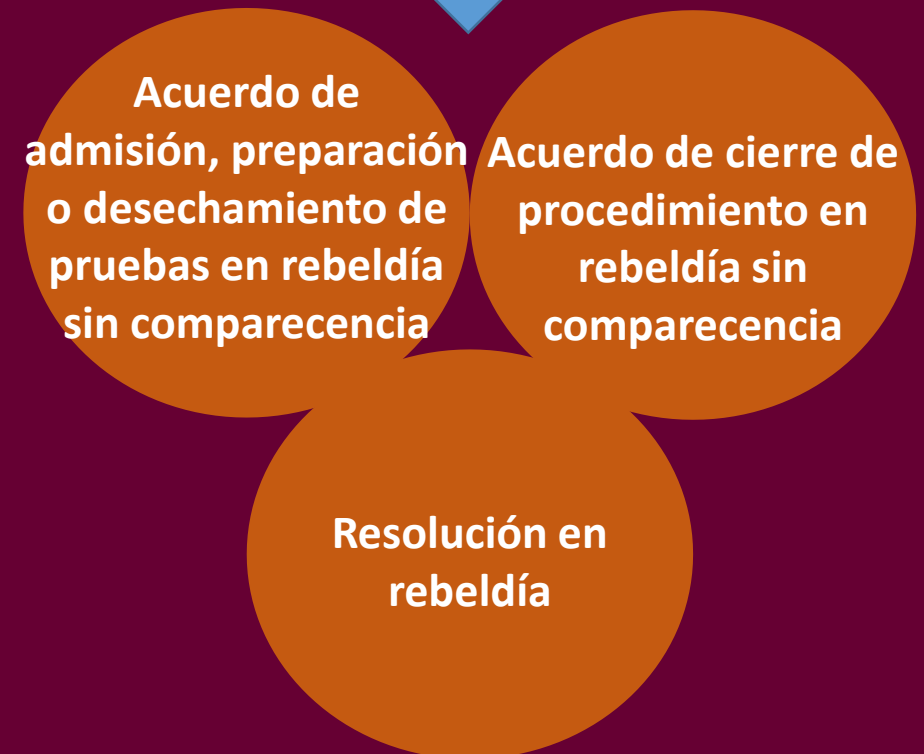 Acuerdo de
admisión, preparación
o desechamiento de
pruebas en rebeldía
sin comparecencia
Acuerdo de cierre de
procedimiento en
rebeldía sin
comparecencia
Resolución en
rebeldía